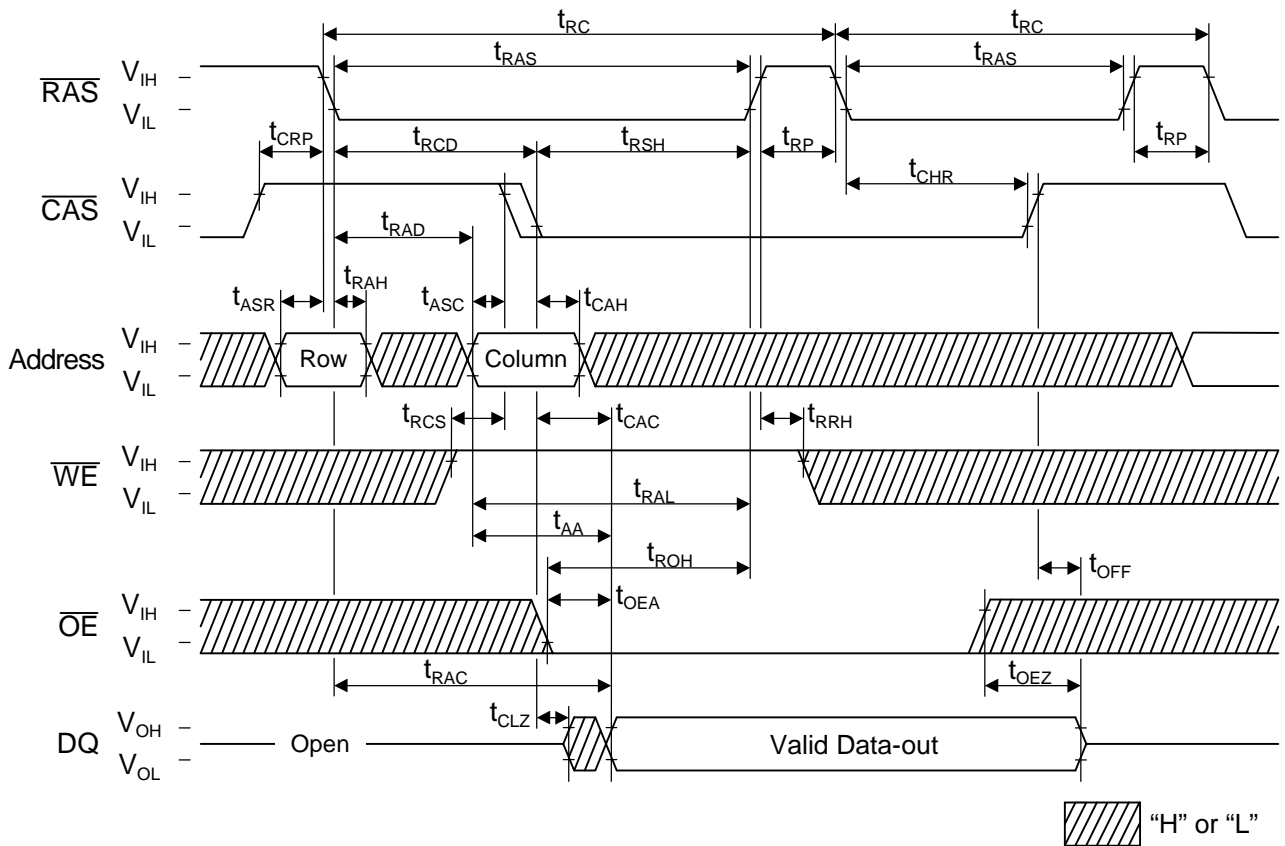 tRC tRC
tRAS tRAS
RAS VIH
VIL
tCRP tRCD tRSH tRP tRP
tCHR
CAS VIH
VIL
tRAD
tRAH
tASR tASC tCAH
Address VIH
VIL
Row Column
tRCS tCAC tRRH
WE VIH
VIL
tRAL
tAA
tROH tOFF
tOEA
OE VIH
VIL
tRAC tOEZ
tCLZ
DQ VOH
VOL
Open Valid Data-out
“H” or “L”